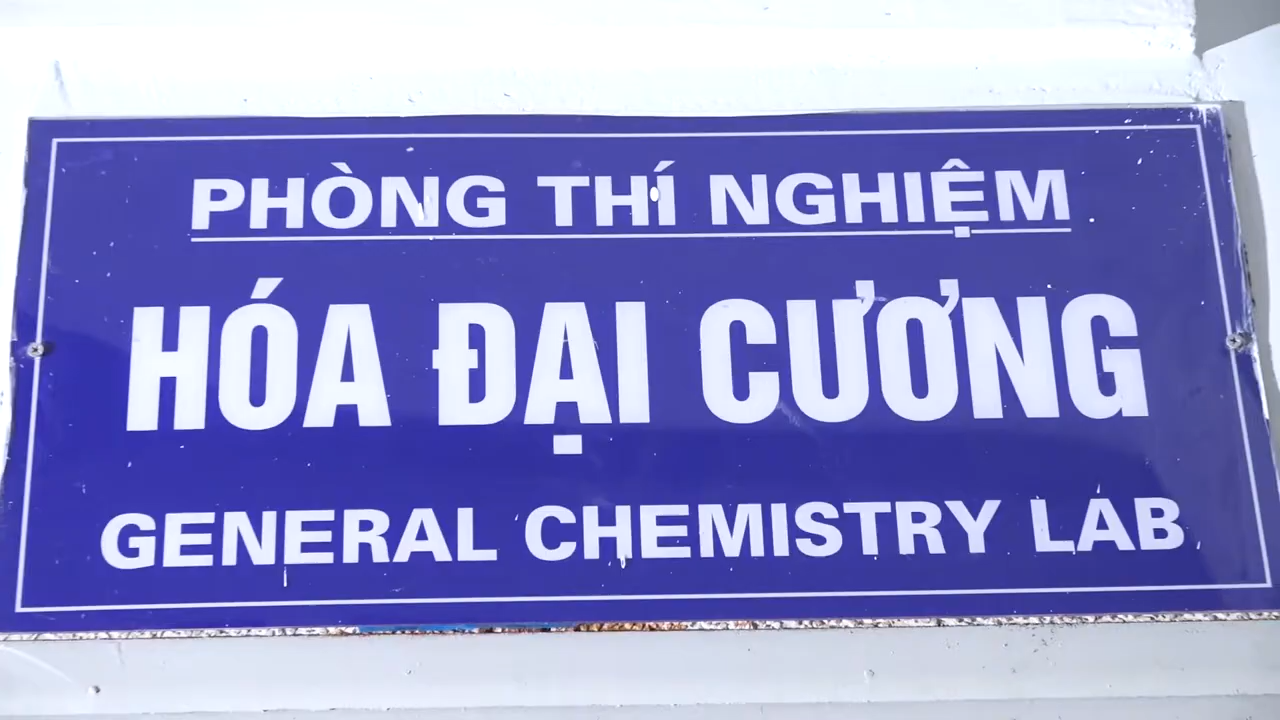 PHÒNG THÍ NGHIỆM
HÓA ĐẠI CƯƠNG
GENERAL CHEMISTRY LAB